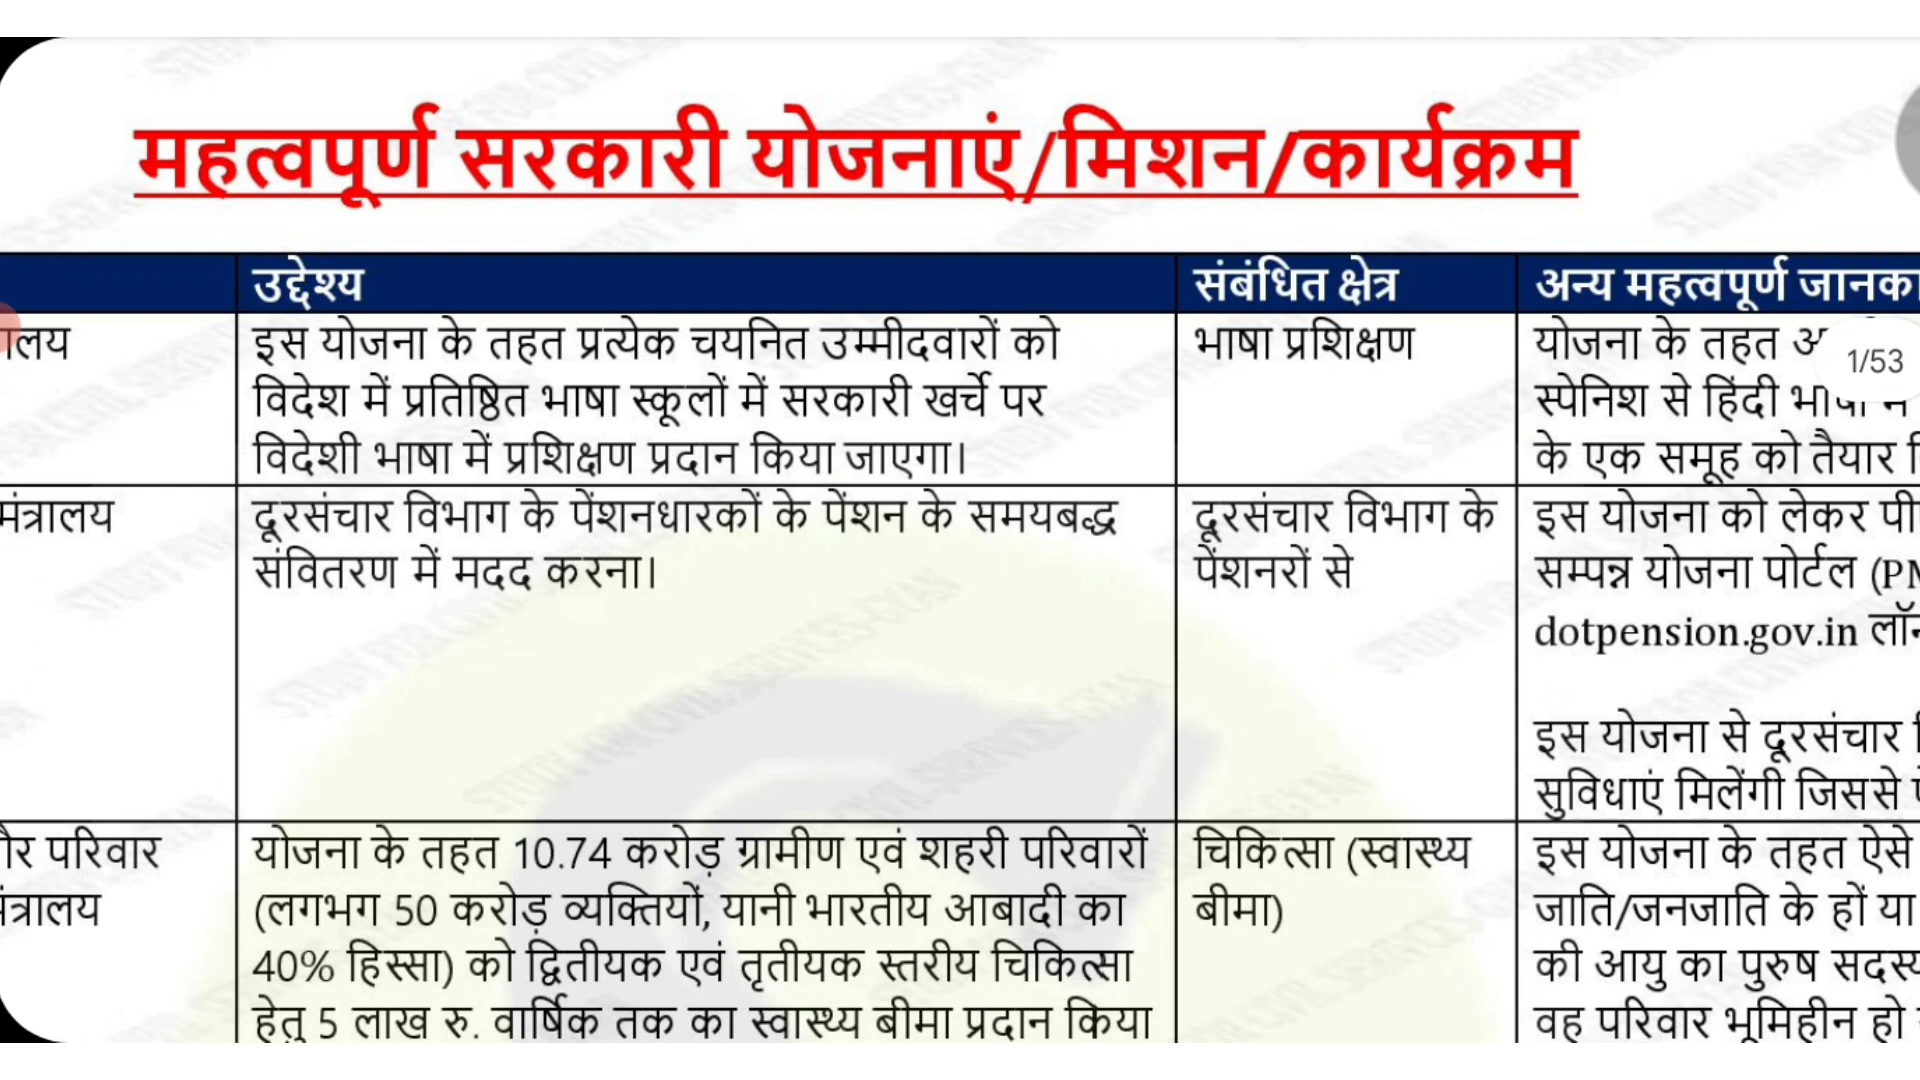 महत्वपूर्ण सरकारी योजनाएं/मिशन/कार्यक्रम
उद्देश्य संबंधित क्षेत्र अन्य महत्वपूर्ण
इस योजना के तहत प्रत्येक चयनित उम्मीदवारों को
विदेश में प्रतिष्ठित भाषा स्कूलों में सरकारी खर्चे पर
विदेशी भाषा में प्रशिक्षण प्रदान किया जाएगा।
भाषा प्रशिक्षण
योजना के तहत
1/53
स्पेनिश से हिंदी
के एक समूह को तैयार
मंत्रालय
दूरसंचार विभाग के पेंशनधारकों के पेंशन के समयबद्ध
संवितरण में मदद करना।
दूरसंचार विभाग के
पेंशनरों से
इस योजना को लेकर
सम्पन्न योजना पोर्टल
dotpension.gov.in
इस योजना से दूरसंचार
सुविधाएं मिलेंगी जिससे
परिवार
योजना के तहत 10.74 करोड़ ग्रामीण एवं शहरी परिवारों
(लगभग 50 करोड़ व्यक्तियों, यानी भारतीय आबादी का
40% हिस्सा) को द्वितीयक एवं तृतीयक स्तरीय चिकित्सा
हेतु 5 लाख रु. वार्षिक तक का स्वास्थ्य बीमा प्रदान किया
चिकित्सा (स्वास्थ्य
बीमा)
इस योजना के तहत ऐसे
जाति/जनजाति के हों या
की आयु का पुरुष
वह परिवार भूमिहीन हो